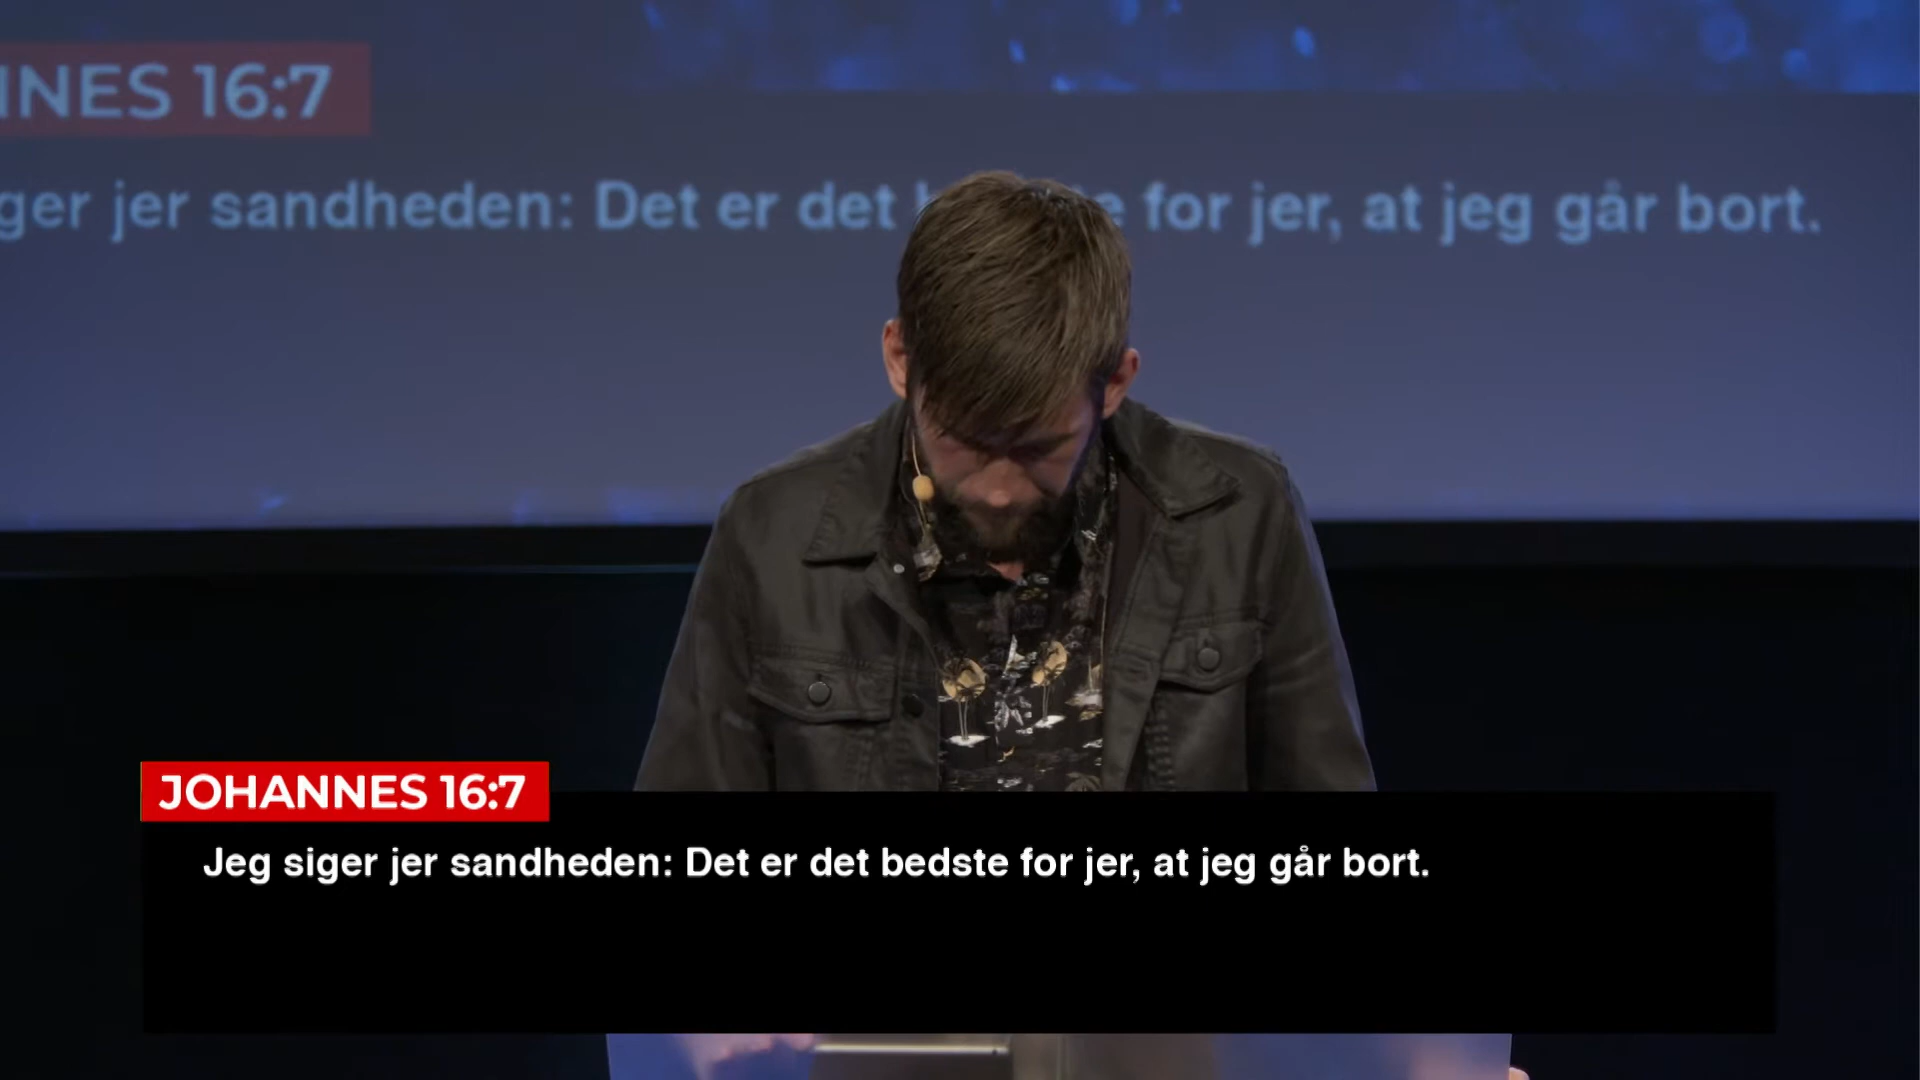 NNES 16:7
ger jer sandheden: Det er det for jer, at jeg går bort.
JOHANNES 16:7
Jeg siger jer sandheden: Det er det bedste for jer, at jeg går bort.